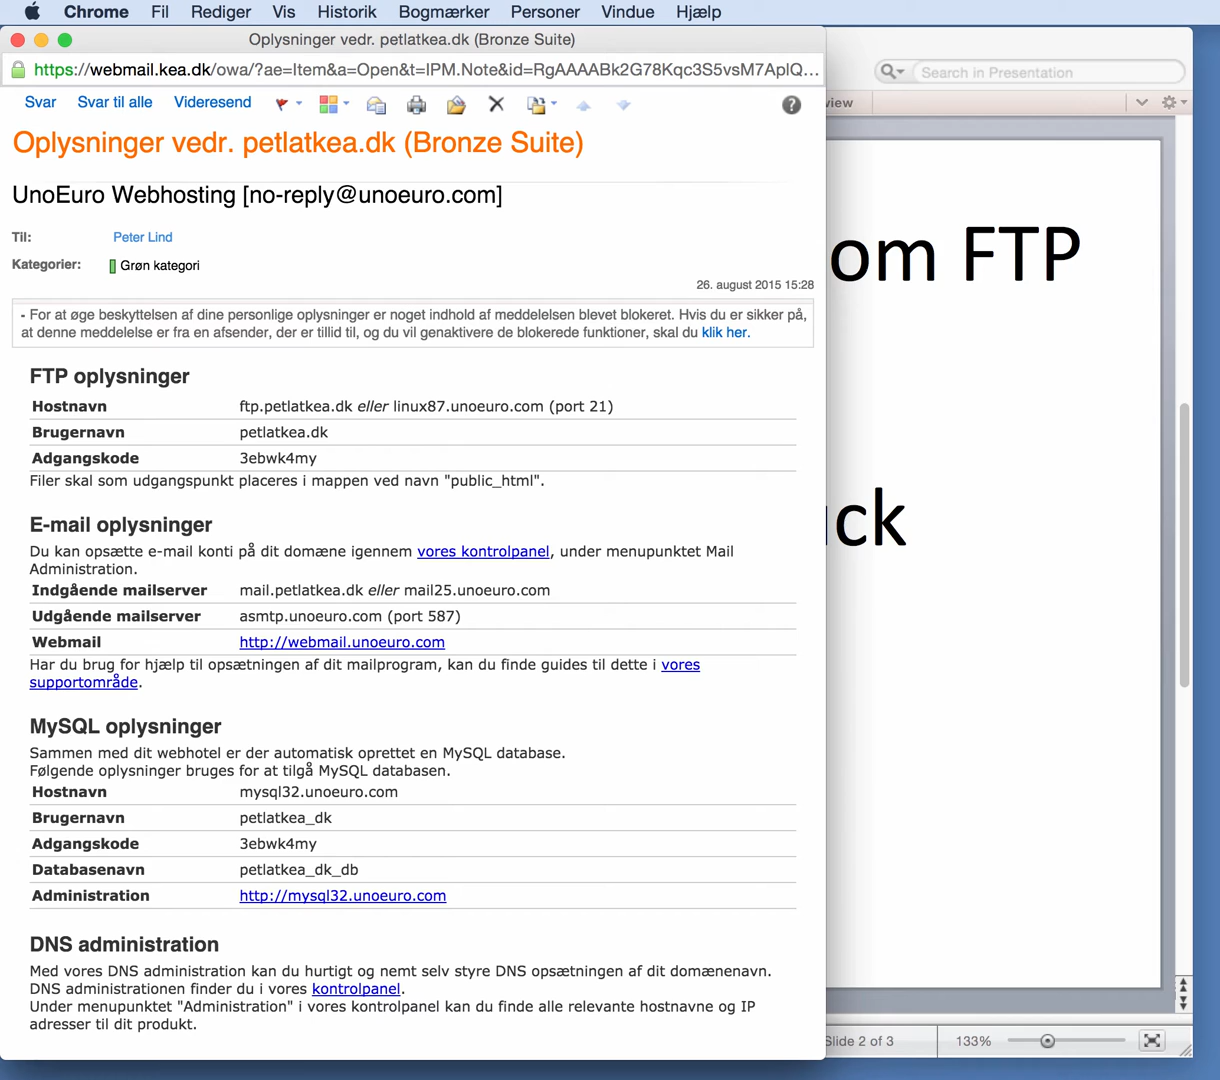 Chrome Fil Rediger Vis Historik Bogmærker Personer Vindue Hjælp
Oplysninger vedr. petlatkea.dk (Bronze Suite)
https://webmail.kea.dk/owa/?ae=Item&a=Open&t=IPM.Note&id=RgAAAABk2G78Kqc3S5vsM7AplQ...
Search in Presentation
Svar Svar til alle Videresend
view
Oplysninger vedr. petlatkea.dk (Bronze Suite)
UnoEuro Webhosting [no-reply@unoeuro.com]
Til: Peter Lind
Kategorier: Grøn kategori
26. august 2015 15:28
- For at øge beskyttelsen af dine personlige oplysninger er noget indhold af meddelelsen blevet blokeret. Hvis du er sikker på,
at denne meddelelse er fra en afsender, der er tillid til, og du vil genaktivere de blokerede funktioner, skal du klik her.
om FTP
FTP oplysninger
Hostnavn ftp.petlatkea.dk eller linux87.unoeuro.com (port 21)
Brugernavn petlatkea.dk
Adgangskode 3ebwk4my
Filer skal som udgangspunkt placeres i mappen ved navn "public_html".
ck
E-mail oplysninger
Du kan opsætte e-mail konti på dit domæne igennem vores kontrolpanel, under menupunktet Mail
Administration.
Indgående mailserver mail.petlatkea.dk eller mail25.unoeuro.com
Udgående mailserver asmtp.unoeuro.com (port 587)
Webmail http://webmail.unoeuro.com
Har du brug for hjælp til opsætningen af dit mailprogram, kan du finde guides til dette i vores
supportområde.
MySQL oplysninger
Sammen med dit webhotel er der automatisk oprettet en MySQL database.
Følgende oplysninger bruges for at tilgå MySQL databasen.
Hostnavn mysql32.unoeuro.com
Brugernavn petlatkea_dk
Adgangskode 3ebwk4my
Databasenavn petlatkea_dk_db
Administration http://mysql32.unoeuro.com
DNS administration
Med vores DNS administration kan du hurtigt og nemt selv styre DNS opsætningen af dit domænenavn.
DNS administrationen finder du i vores kontrolpanel.
Under menupunktet "Administration" i vores kontrolpanel kan du finde alle relevante hostnavne og IP
adresser til dit produkt.
Slide 2 of 3 133%